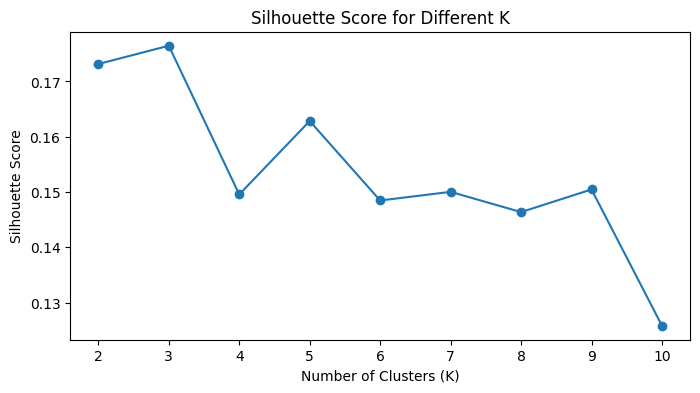 Silhouette Score for Different K
Silhouette Score
0.17
0.16
0.15
0.14
0.13
2 3 4 5 6 7 8 9 10
Number of Clusters (K)